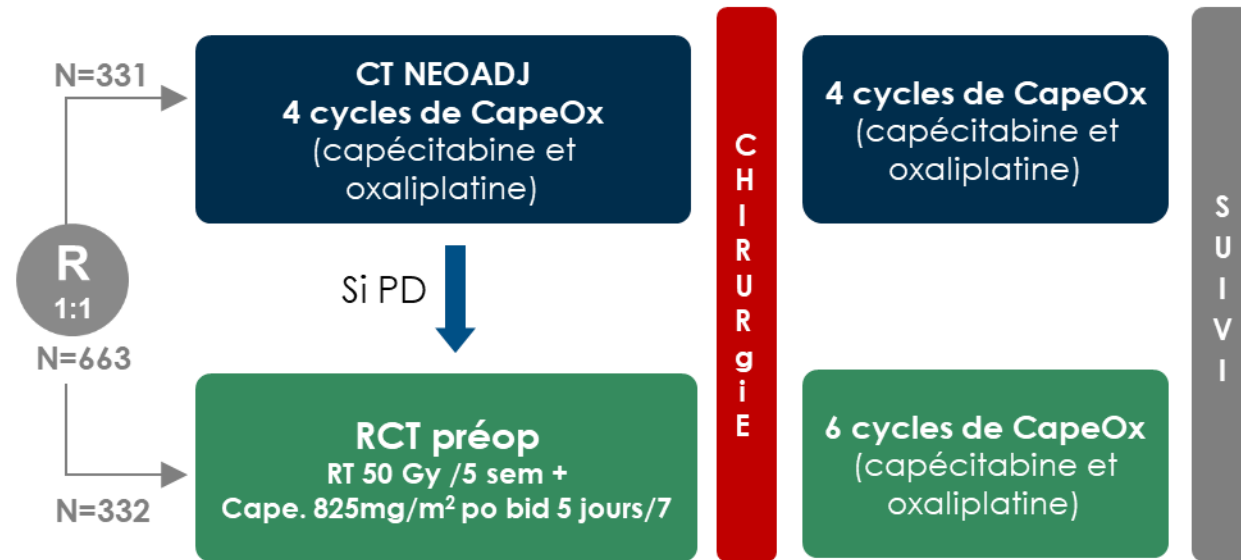 N=331
CT NEOADJ
4 cycles de CapeOx
(capécitabine et
oxaliplatine)
R
1:1
N=663
Si PD
N=332
RCT préop
RT 50 Gy /5 sem +
Cape. 825mg/m² po bid 5 jours/7
C
H
I
R
U
R
g
i
E
4 cycles de CapeOx
(capécitabine et
oxaliplatine)
6 cycles de CapeOx
(capécitabine et
oxaliplatine)
S
U
I
V
I